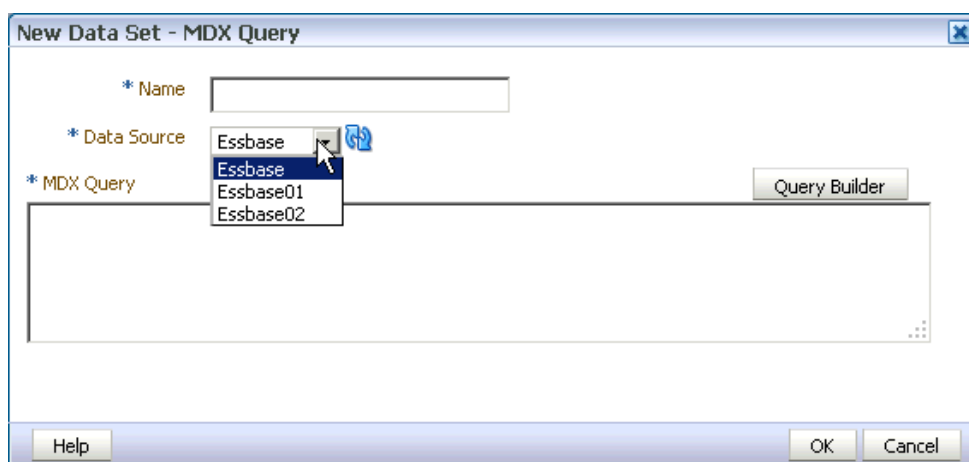 New Data Set - MDX Query
* Name
* Data Source Essbase
Essbase
* MDX Query Query Builder
Essbase01
Essbase02
Help OK Cancel